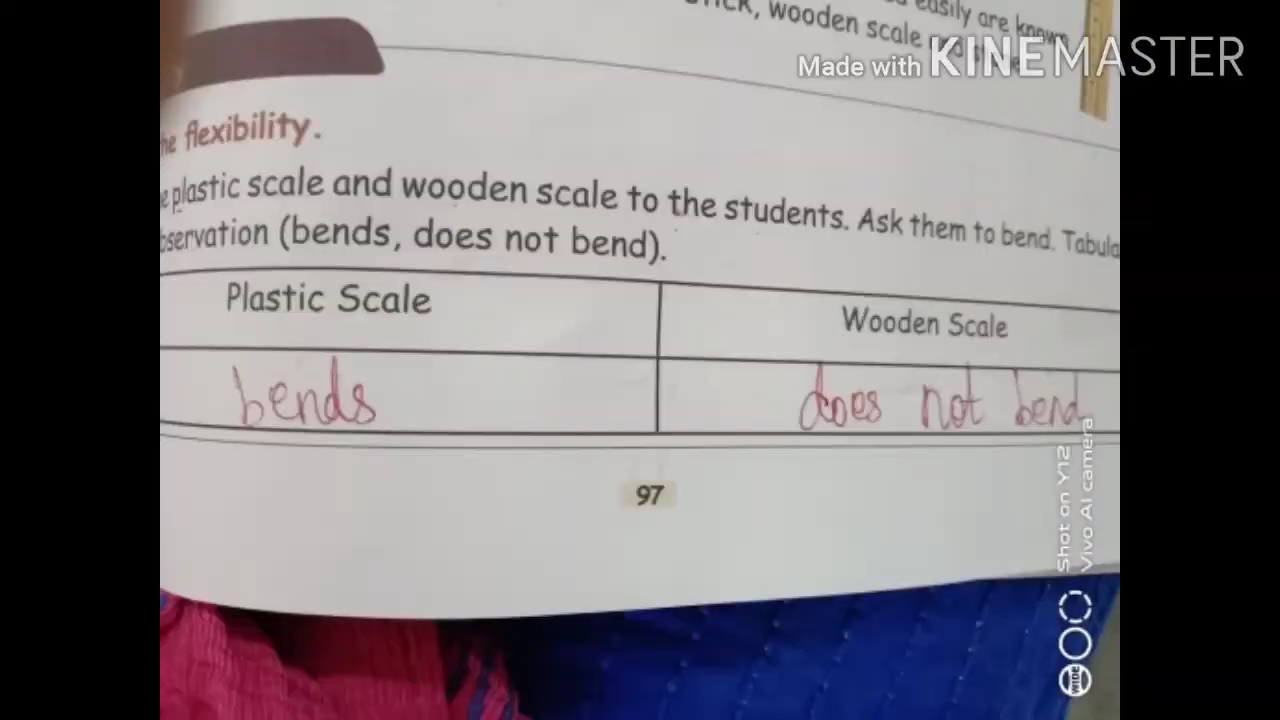 easily are known
wooden scale
Made with KINEMASTER
he flexibility.
e plastic scale and wooden scale to the students. Ask them to bend. Tabula
bservation (bends, does not bend).
Plastic Scale Wooden Scale
bends does not bend
97
Shot on Y12
Vivo AI camera
WIDE